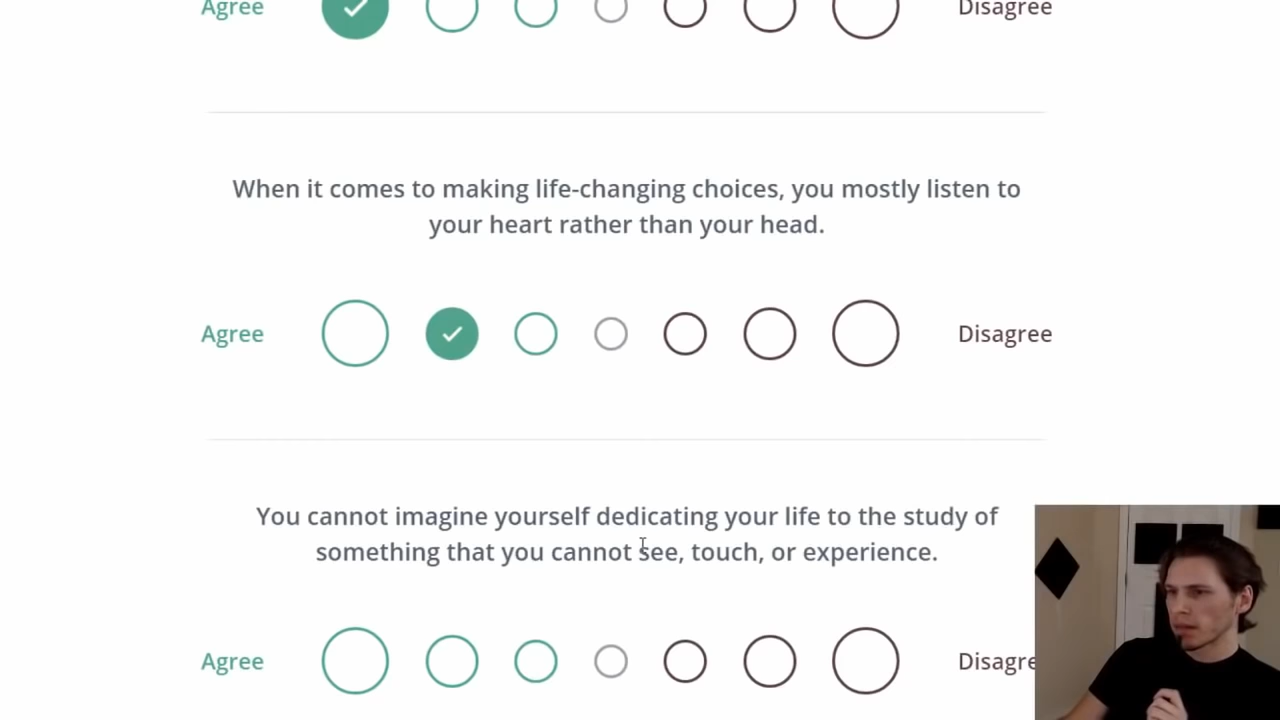 Agree Disagree
When it comes to making life-changing choices, you mostly listen to
your heart rather than your head.
Agree Disagree
You cannot imagine yourself dedicating your life to the study of
something that you cannot see, touch, or experience.
Agree Disagre